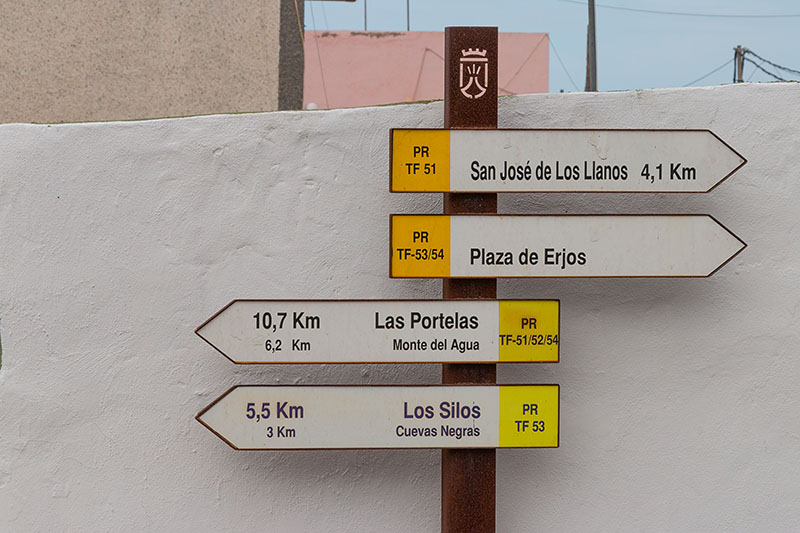 PR
TF 51
San José de Los Llanos 4,1 Km
PR
TF-53/54
Plaza de Erjos
10,7 Km Las Portelas
6,2 Km Monte del Agua
PR
TF-51/52/54
5,5 Km Los Silos
3 Km Cuevas Negras
PR
TF 53